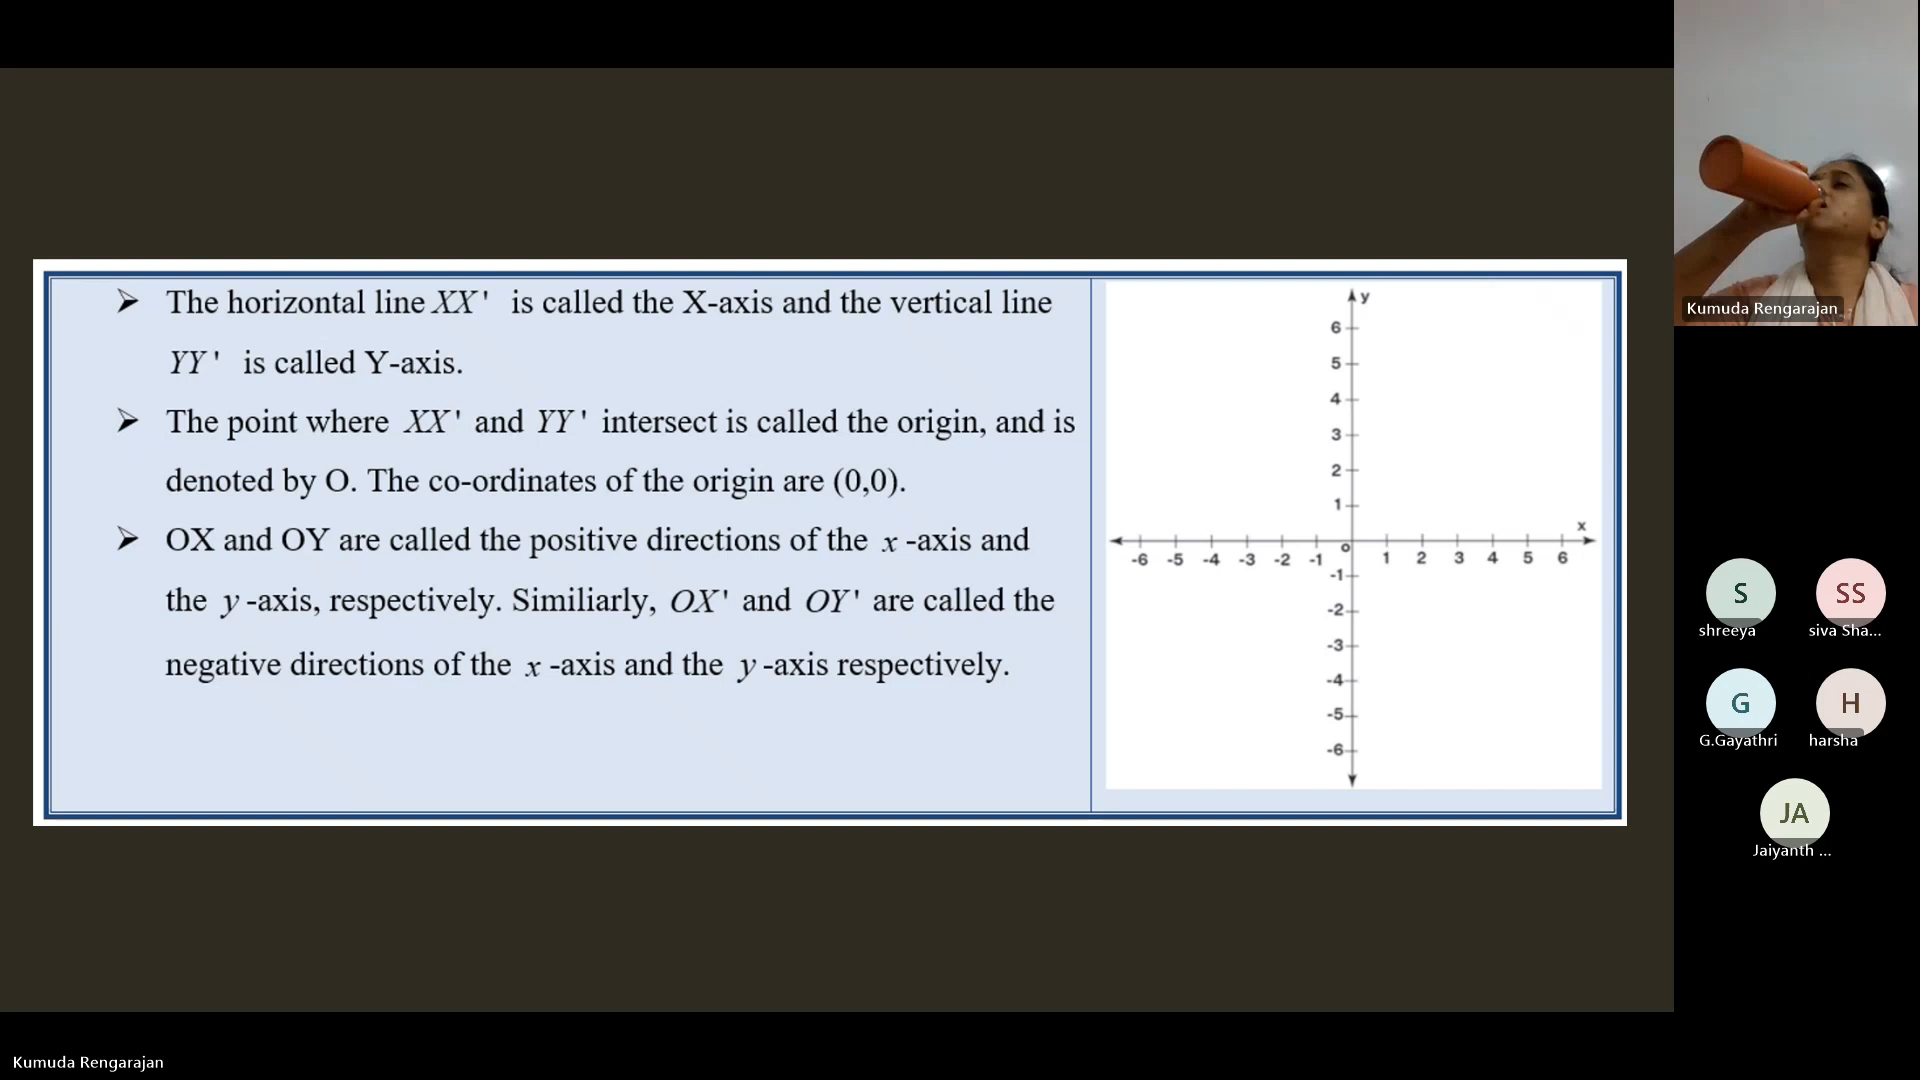 ➢ The horizontal line XX' is called the X-axis and the vertical line
YY' is called Y-axis.
➢ The point where XX' and YY' intersect is called the origin, and is
denoted by O. The co-ordinates of the origin are (0,0).
➢ OX and OY are called the positive directions of the x -axis and
the y -axis, respectively. Similiarly, OX' and OY' are called the
negative directions of the x -axis and the y -axis respectively.
y
6
5
4
3
2
1
x
o
-6 -5 -4 -3 -2 -1 1 2 3 4 5 6
-1
-2
-3
-4
-5
-6
Kumuda Rengarajan
S SS
shreeya siva Sha...
G H
G.Gayathri harsha
JA
Jaiyanth ...
Kumuda Rengarajan